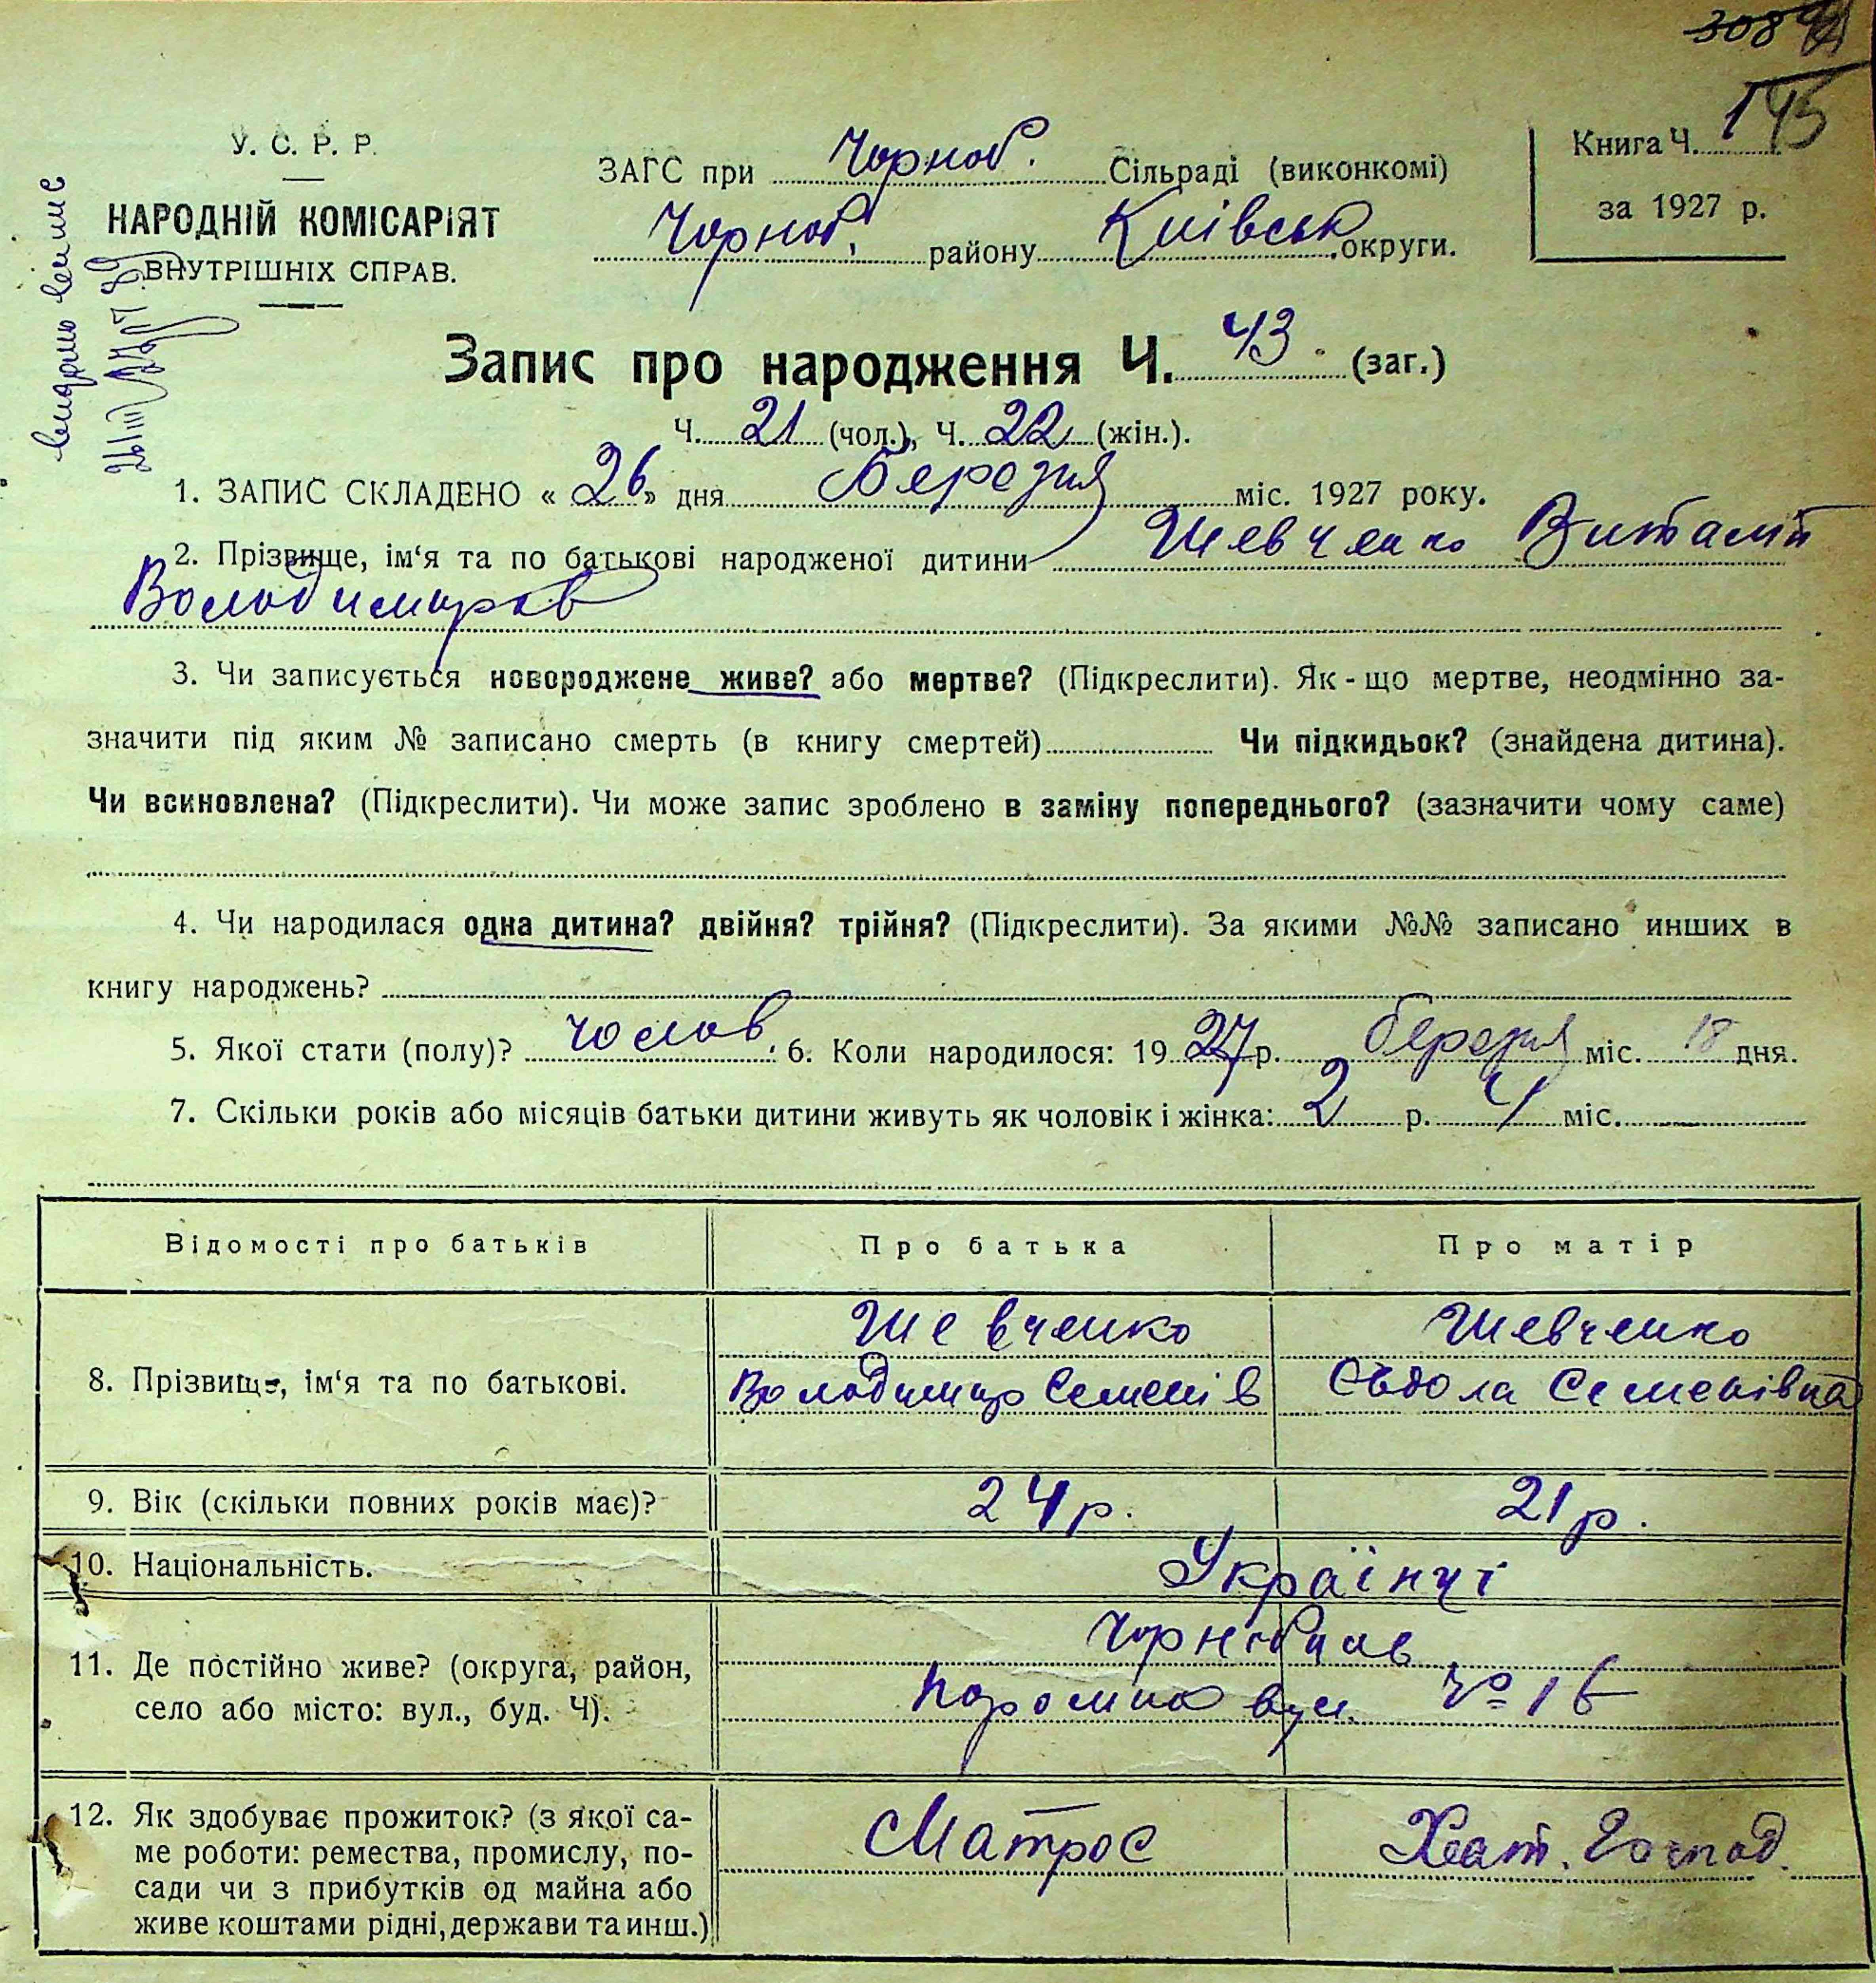 308
145
У. С. Р. Р.
НАРОДНІЙ КОМІСАРІЯТ
ВНУТРІШНІХ СПРАВ.
ЗАГС при Чорноб. Сільраді (виконкомі)
Чорноб. району Київськ округи.
Книга Ч.
за 1927 р.
Запис про народження Ч. 43 (заг.)
Ч. 21 (чол.), Ч. 22 (жін.).
1. ЗАПИС СКЛАДЕНО « 26 » дня Березня міс. 1927 року.
2. Прізвище, ім‘я та по батькові народженої дитини Шевченко Виталій
Володимиров
3. Чи записується новороджене живе? або мертве? (Підкреслити). Як-що мертве, неодмінно за-
значити під яким № записано смерть (в книгу смертей) Чи підкидьок? (знайдена дитина).
Чи всиновлена? (Підкреслити). Чи може запис зроблено в заміну попереднього? (зазначити чому саме)
4. Чи народилася одна дитина? двійня? трійня? (Підкреслити). За якими №№ записано инших в
книгу народжень?
5. Якої стати (полу)? чолов. 6. Коли народилося: 1927 р. березня міс. 18 дня.
7. Скільки років або місяців батьки дитини живуть як чоловік і жінка: 2 р. 4 міс.
Відомості про батьків Про батька Про матір
8. Прізвище, ім‘я та по батькові.
Шевченко
Володимир Семенів
Шевченко
Євдола Семенівна
9. Вік (скільки повних років має)? 24 р. 21 р.
10. Національність. Українці
11. Де постійно живе? (округа, район,
село або місто: вул., буд. Ч).
Чорнобиль
вул. № 16
12. Як здобуває прожиток? (з якої са-
ме роботи: ремества, промислу, по-
сади чи з прибутків од майна або
живе коштами рідні, держави та инш.)
Матрос
Хат. Господ.